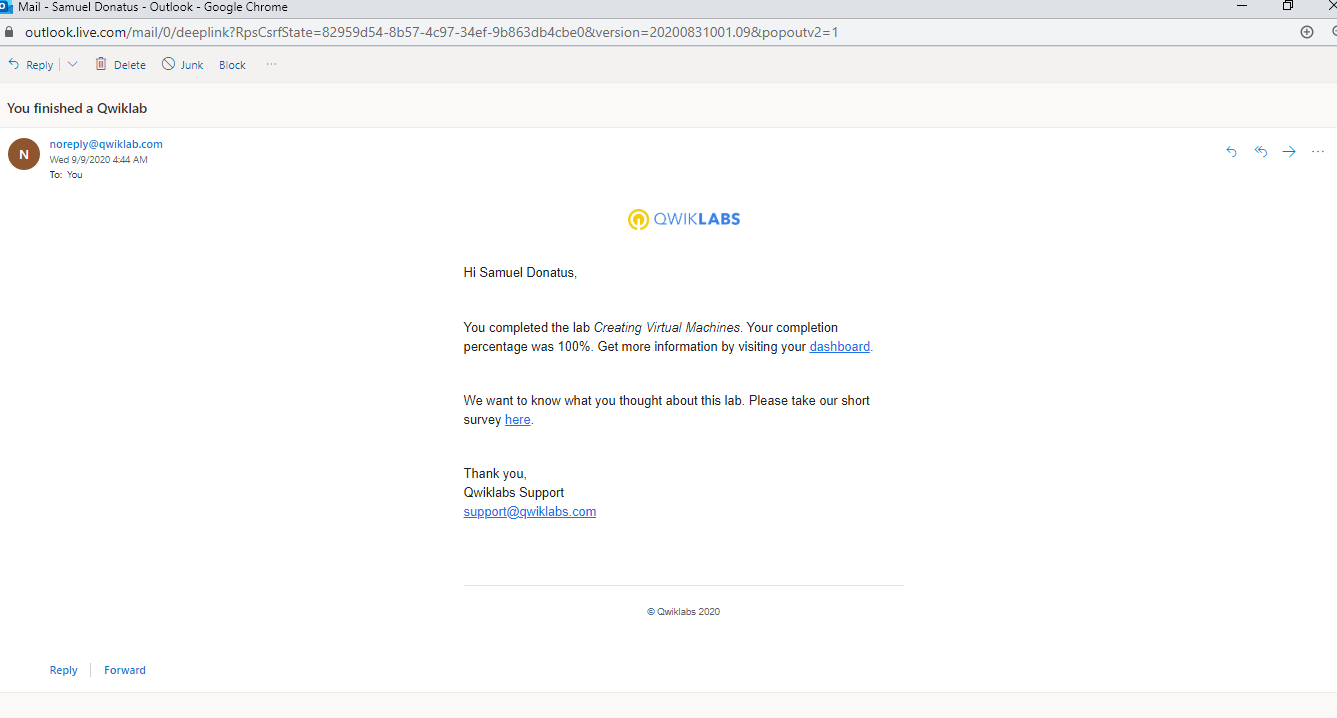 Mail - Samuel Donatus - Outlook - Google Chrome
outlook.live.com/mail/0/deeplink?RpsCsrfState=82959d54-8b57-4c97-34ef-9b863db4cbe0&version=20200831001.09&popoutv2=1
Reply Delete Junk Block ...
You finished a Qwiklab
N
noreply@qwiklab.com
Wed 9/9/2020 4:44 AM
To: You
QWIKLABS
Hi Samuel Donatus,
You completed the lab Creating Virtual Machines. Your completion
percentage was 100%. Get more information by visiting your dashboard.
We want to know what you thought about this lab. Please take our short
survey here.
Thank you,
Qwiklabs Support
support@qwiklabs.com
© Qwiklabs 2020
Reply Forward